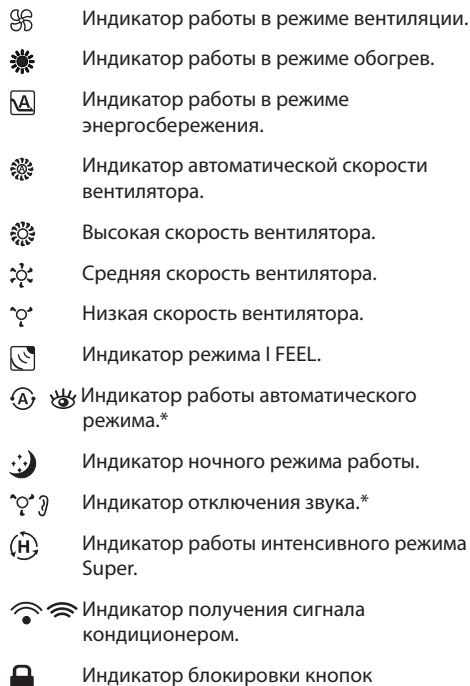 Индикатор работы в режиме вентиляции.
Индикатор работы в режиме обогрев.
Индикатор работы в режиме
энергосбережения.
Индикатор автоматической скорости
вентилятора.
Высокая скорость вентилятора.
Средняя скорость вентилятора.
Низкая скорость вентилятора.
Индикатор режима I FEEL.
Индикатор работы автоматического
режима.*
Индикатор ночного режима работы.
Индикатор отключения звука.*
Индикатор работы интенсивного режима
Super.
Индикатор получения сигнала
кондиционером.
Индикатор блокировки кнопок